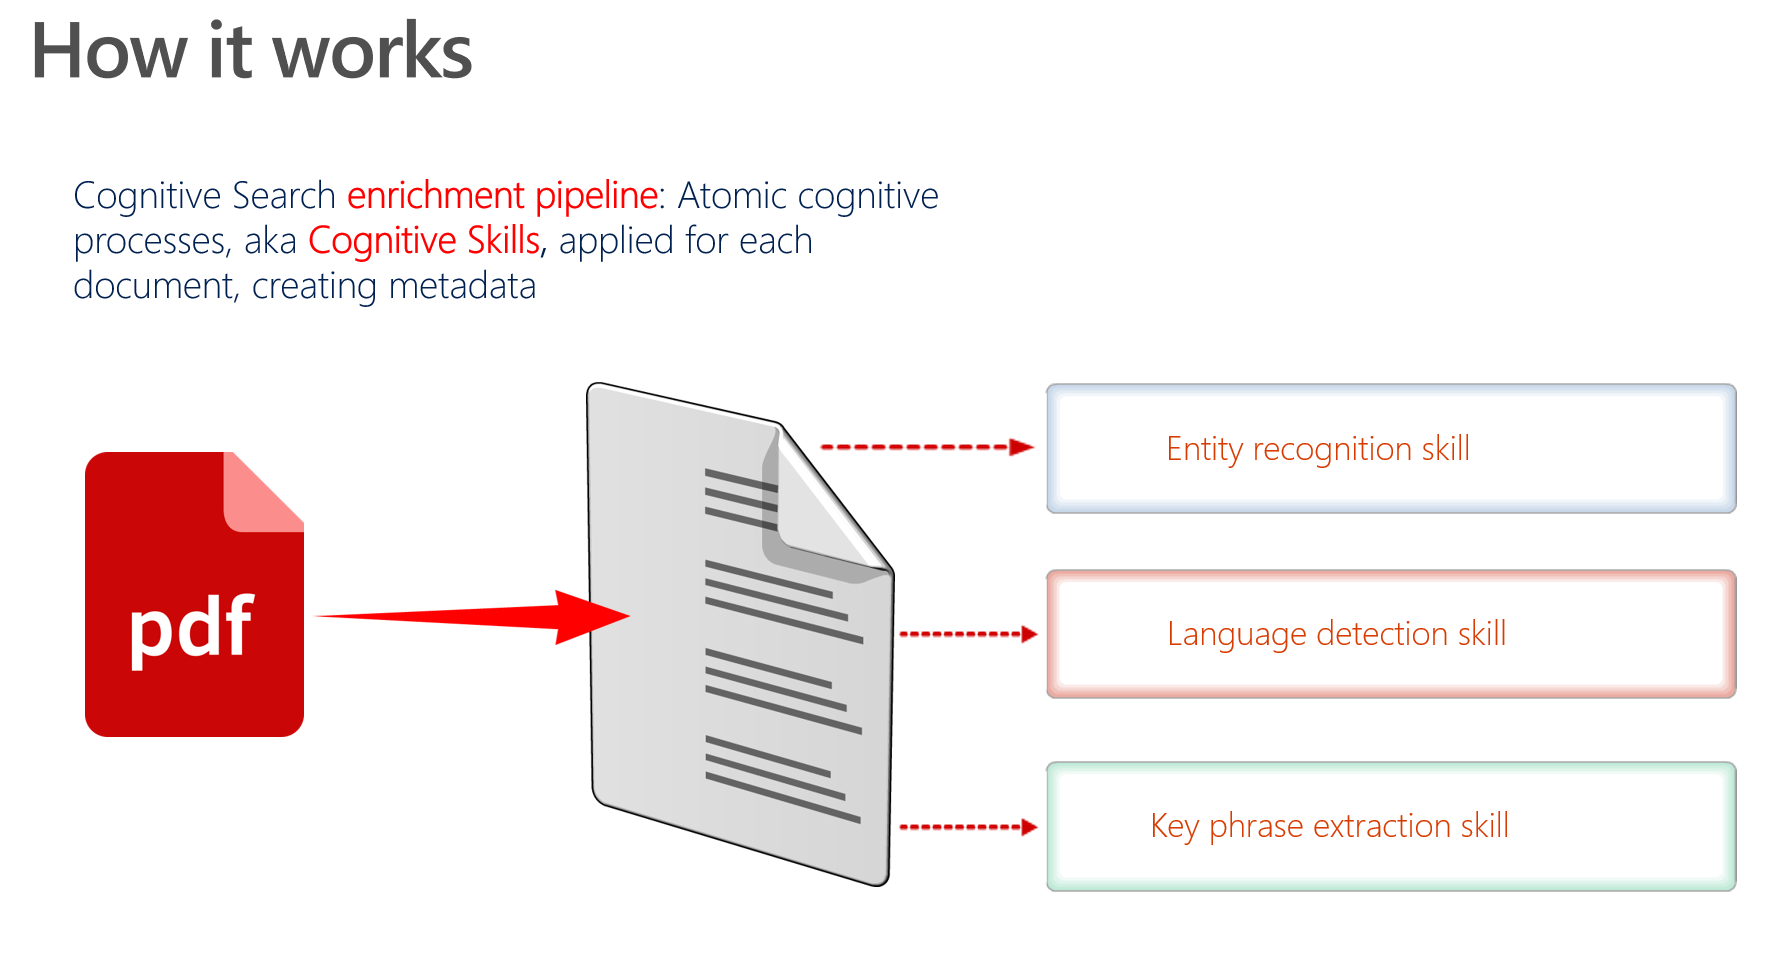 How it works
Cognitive Search enrichment pipeline: Atomic cognitive
processes, aka Cognitive Skills, applied for each
document, creating metadata
pdf
Entity recognition skill
Language detection skill
Key phrase extraction skill